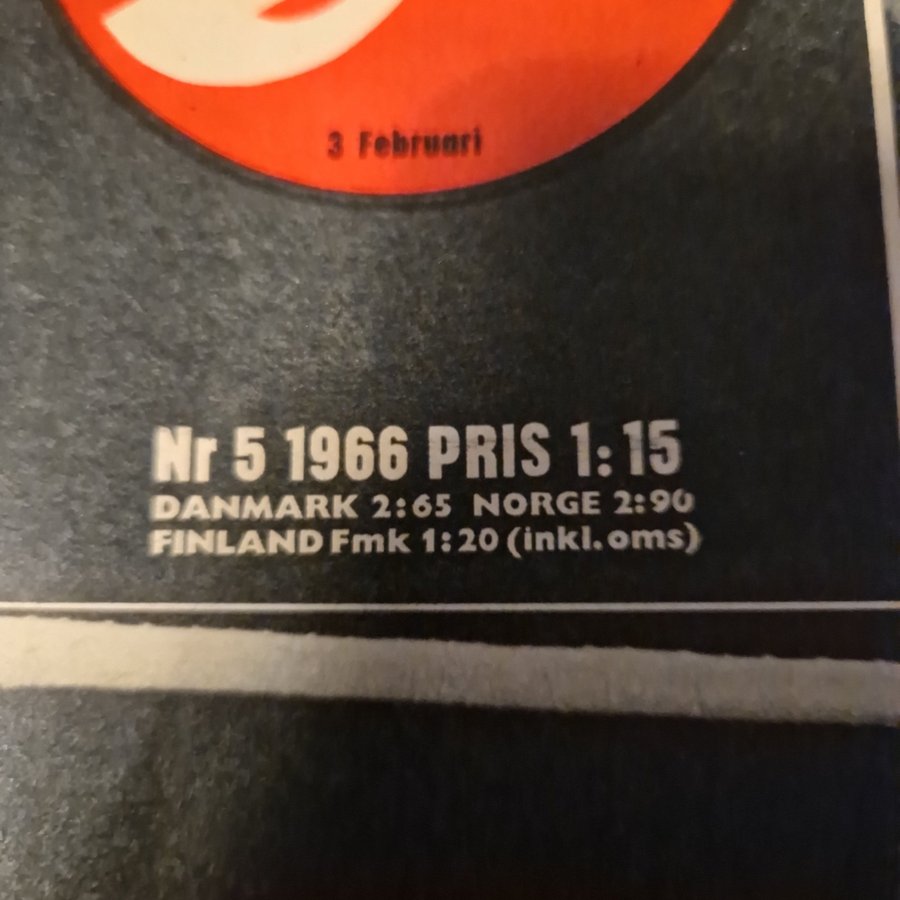 3 Februari
Nr 5 1966 PRIS 1:15
DANMARK 2:65 NORGE 2:90
FINLAND Fmk 1:20 (inkl.oms)